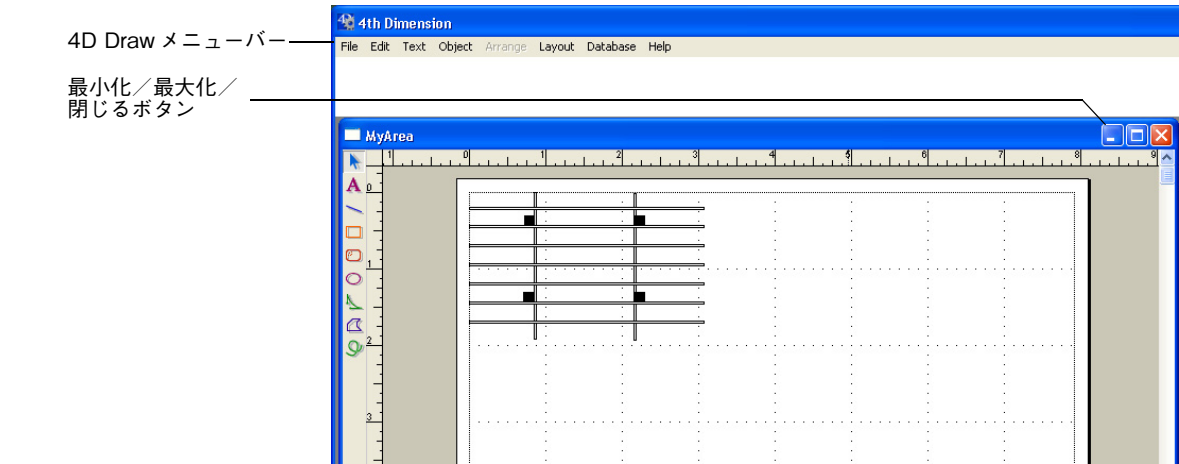 4th Dimension
4D Draw メニューバー
File Edit Text Object Arrange Layout Database Help
最小化／最大化／
閉じるボタン
MyArea
1 0 1 2 3 4 5 6 7 8 9
A
0
1
2
3